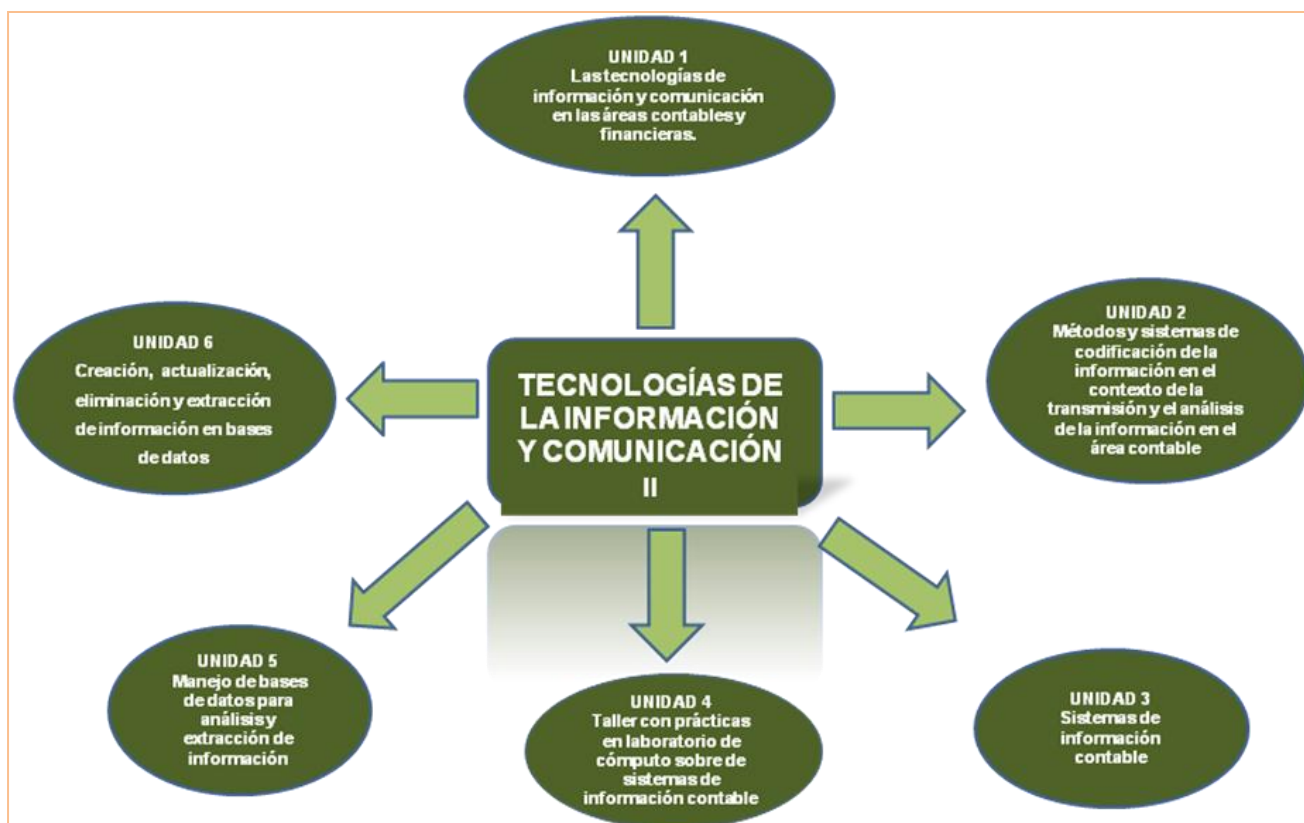 UNIDAD 1
Las tecnologías de
información y comunicación
en las áreas contables y
financieras.
UNIDAD 2
Métodos y sistemas de
codificación de la
información en el
contexto de la
transmisión y el análisis
de la información en el
área contable
UNIDAD 6
Creación, actualización,
eliminación y extracción
de información en bases
de datos
TECNOLOGÍAS DE
LA INFORMACIÓN
Y COMUNICACIÓN
II
UNIDAD 5
Manejo de bases
de datos para
análisis y
extracción de
información
UNIDAD 4
Taller con prácticas
en laboratorio de
cómputo sobre de
sistemas de
información contable
UNIDAD 3
Sistemas de
información
contable